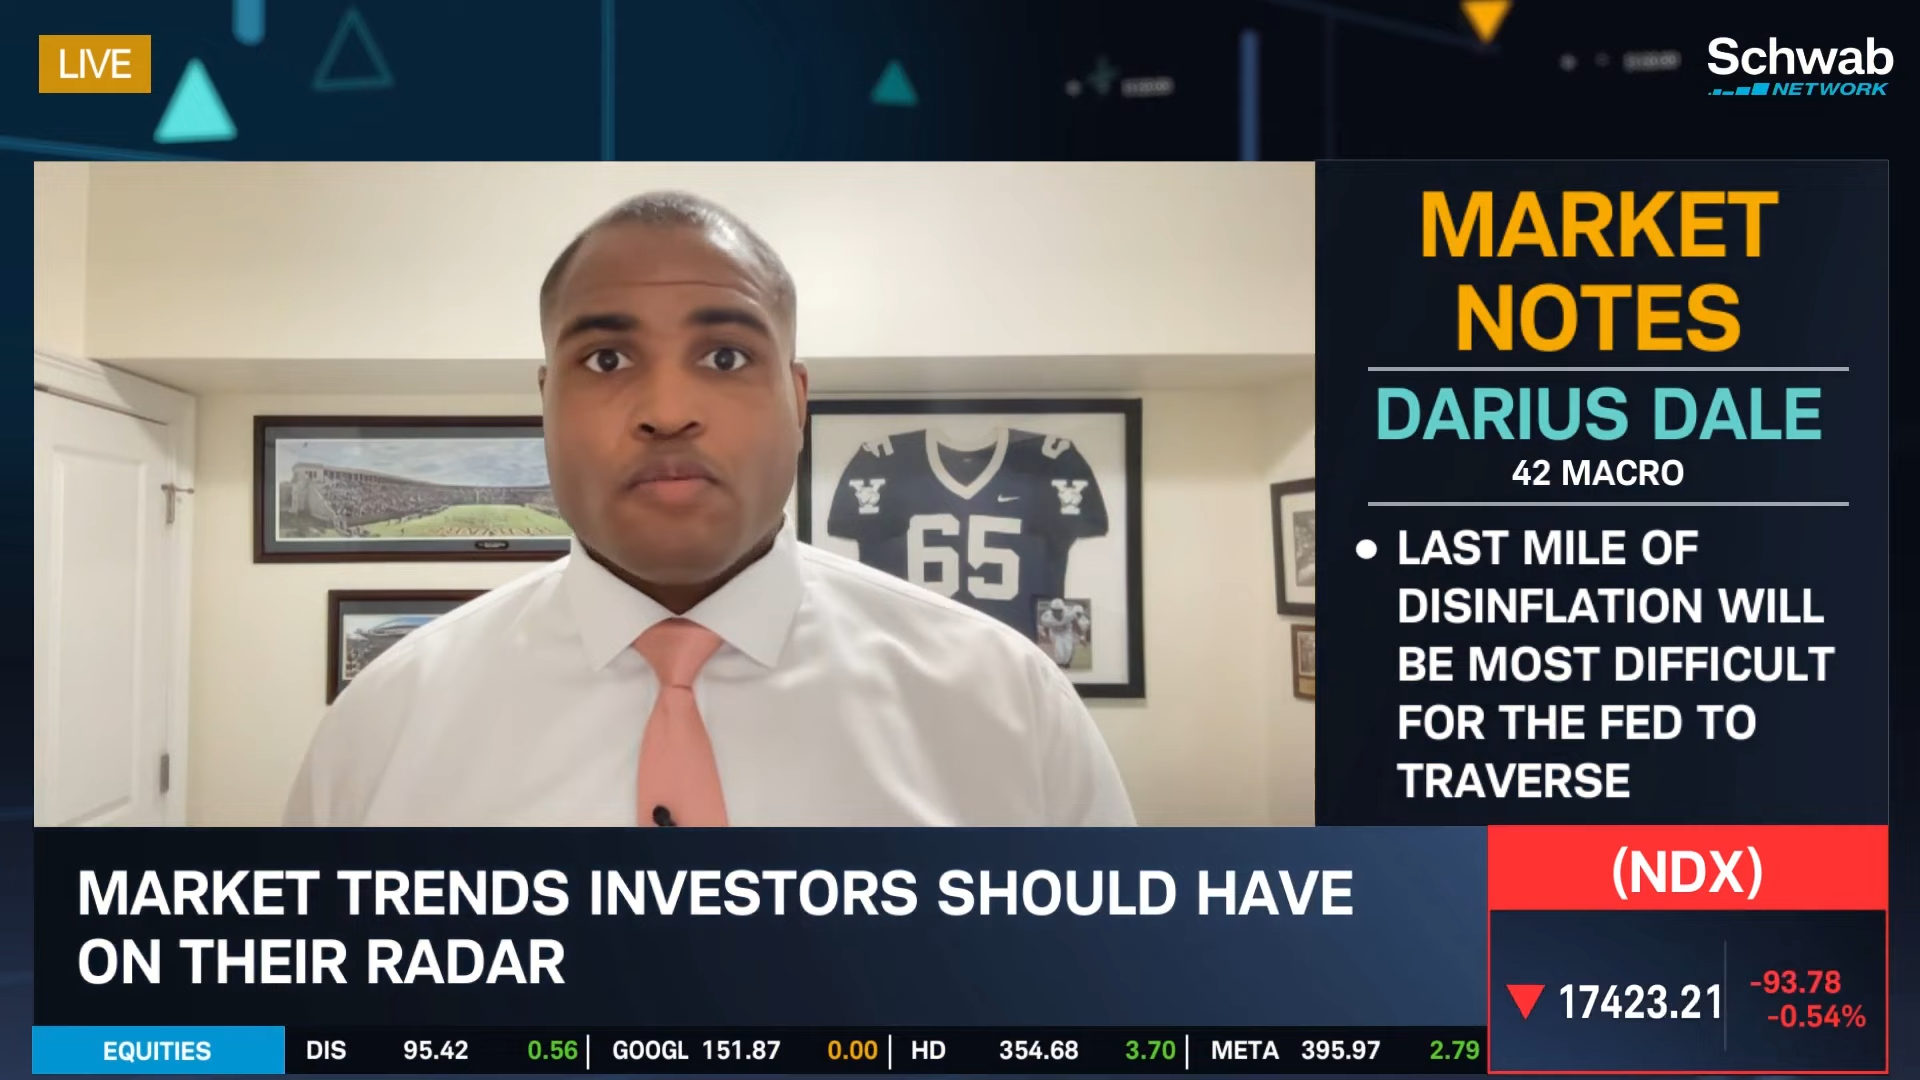 LIVE
Schwab
NETWORK
MARKET
NOTES
DARIUS DALE
42 MACRO
● LAST MILE OF
DISINFLATION WILL
BE MOST DIFFICULT
FOR THE FED TO
TRAVERSE
65
MARKET TRENDS INVESTORS SHOULD HAVE
ON THEIR RADAR
(NDX)
▼ 17423.21
-93.78
-0.54%
EQUITIES
DIS 95.42 0.56 | GOOGL 151.87 0.00 | HD 354.68 3.70 | META 395.97 2.79